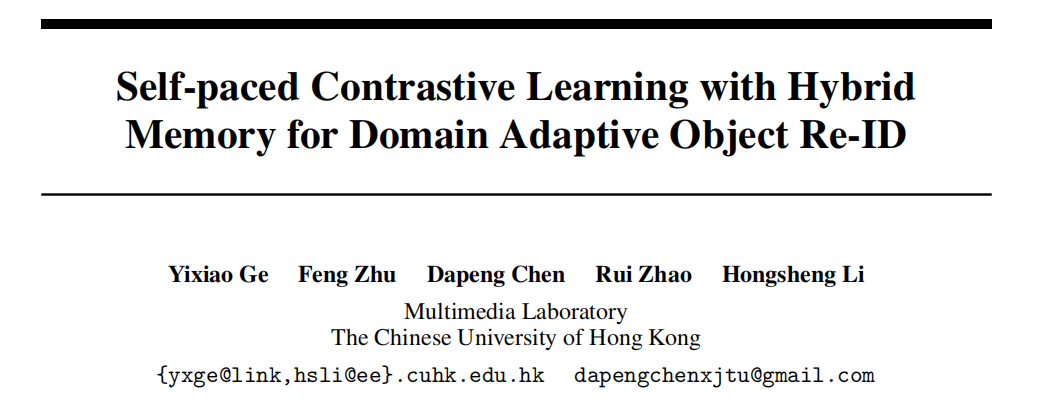 Self-paced Contrastive Learning with Hybrid
Memory for Domain Adaptive Object Re-ID
Yixiao Ge Feng Zhu Dapeng Chen Rui Zhao Hongsheng Li
Multimedia Laboratory
The Chinese University of Hong Kong
{yxge@link,hsli@ee}.cuhk.edu.hk dapengchenxjtu@gmail.com